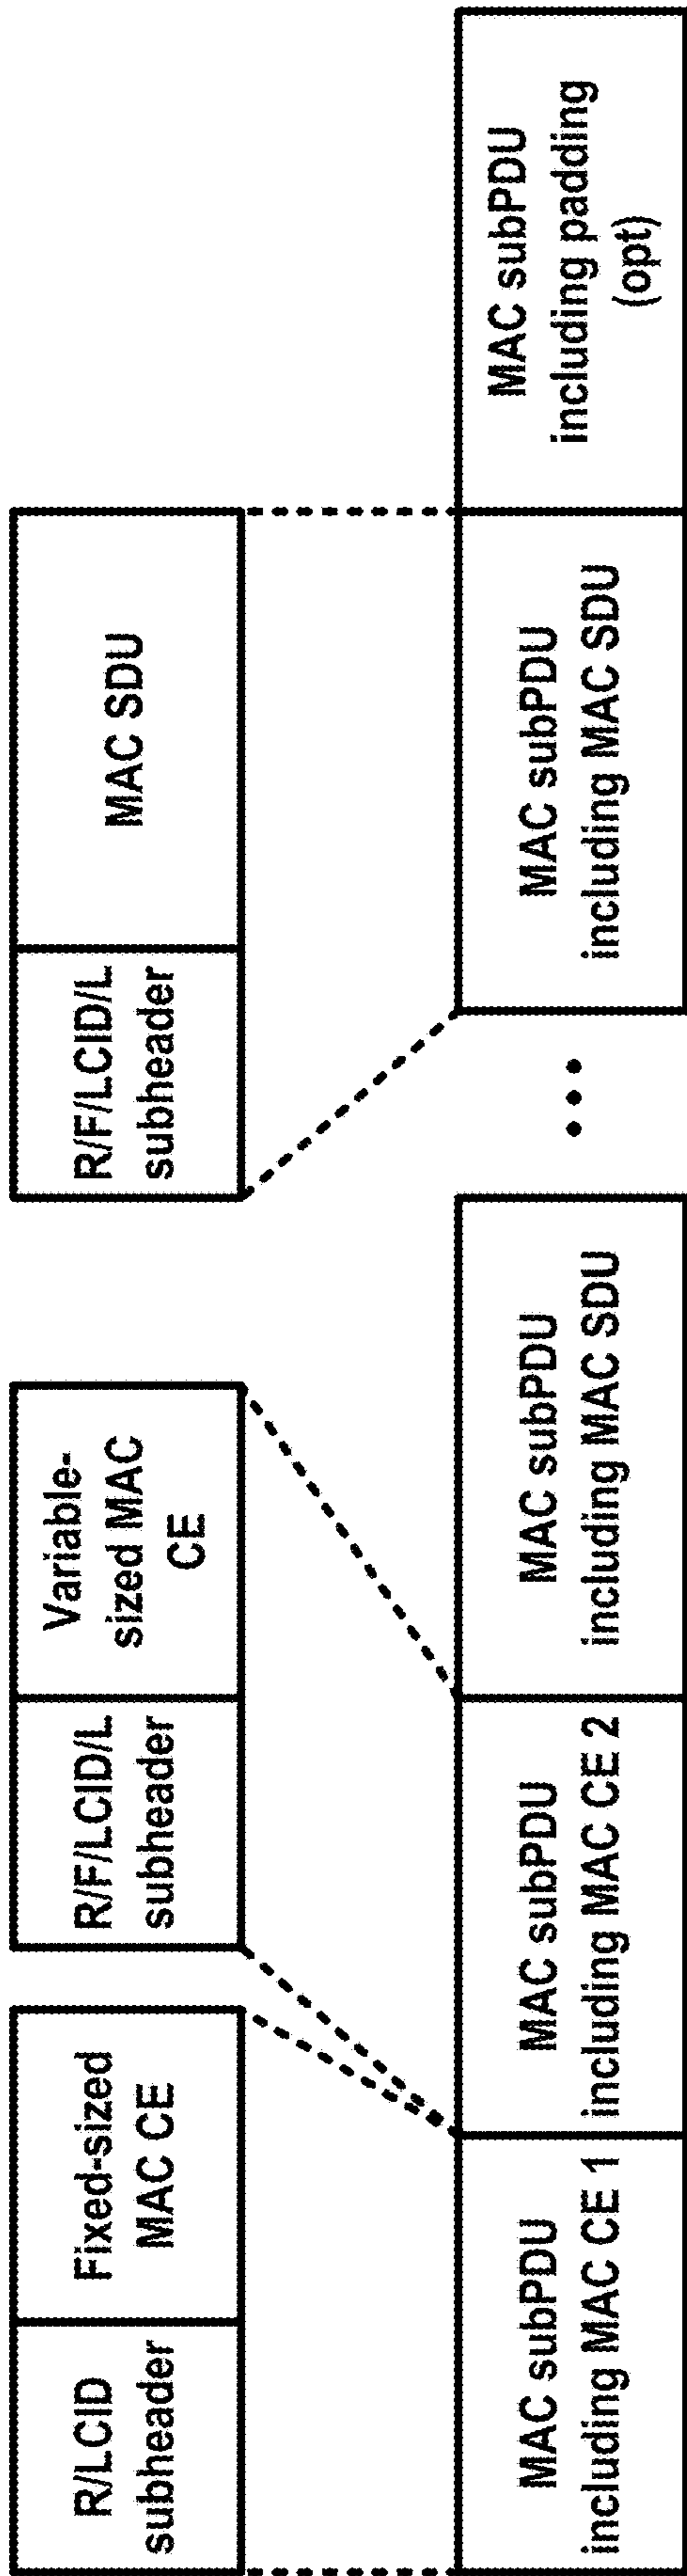 R/LCID
subheader
Fixed-sized
MAC CE
R/F/LCID/L
subheader
Variable-
sized MAC
CE
R/F/LCID/L
subheader
MAC SDU
MAC subPDU
including MAC CE 1
MAC subPDU
including MAC CE 2
MAC subPDU
including MAC SDU
...
MAC subPDU
including MAC SDU
MAC subPDU
including padding
(opt)